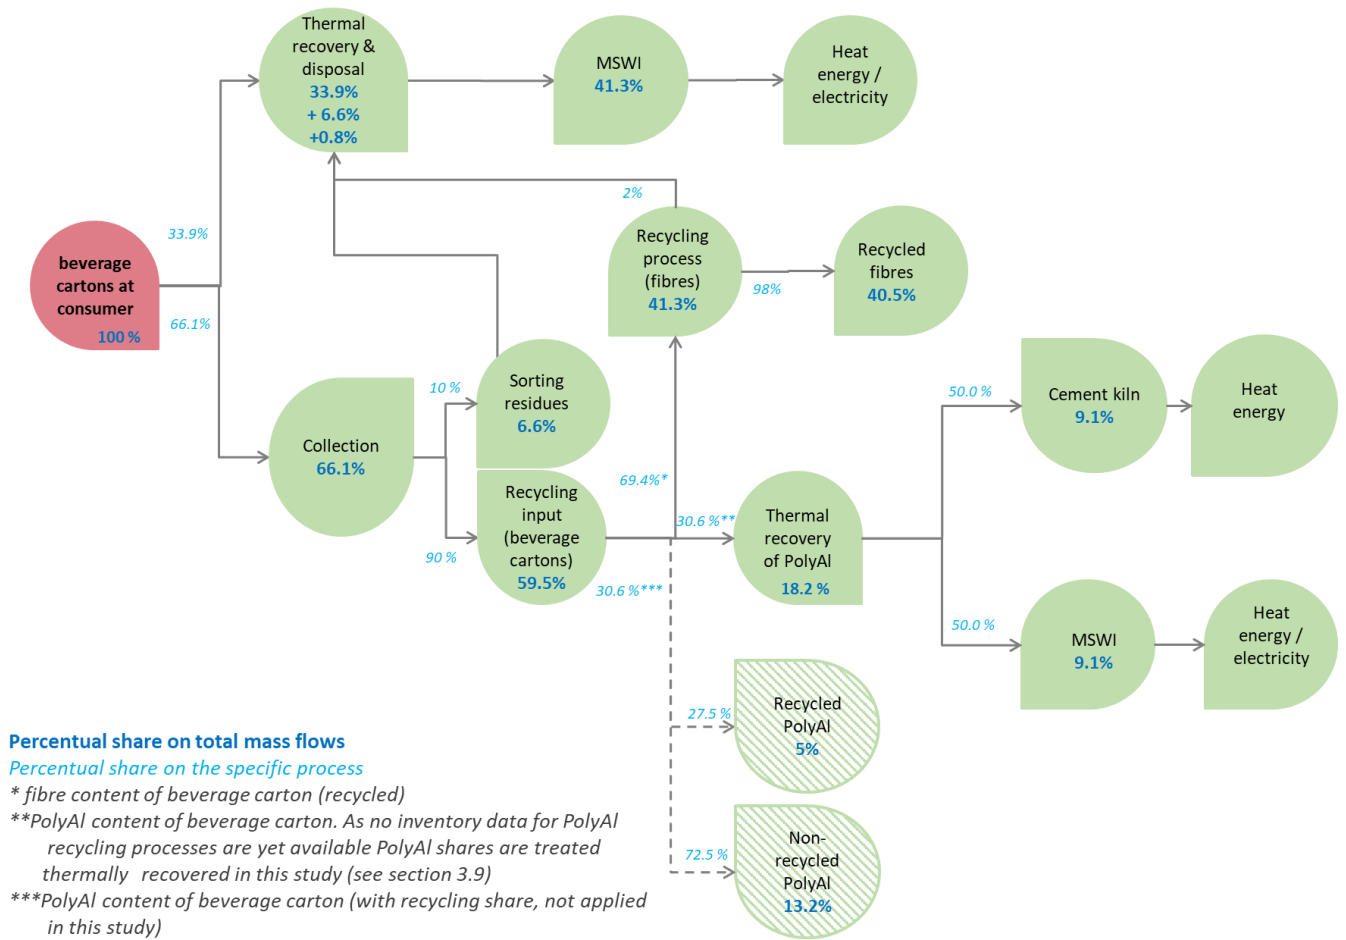 Thermal
recovery &
disposal
33.9%
+ 6.6%
+0.8%
MSWI
41.3%
Heat
energy /
electricity
2%
33.9%
beverage
cartons at
consumer
100 %
66.1%
Recycling
process
(fibres)
41.3%
98%
Recycled
fibres
40.5%
Collection
66.1%
10 %
Sorting
residues
6.6%
90 %
Recycling
input
(beverage
cartons)
59.5%
69.4%*
30.6 %**
30.6 %***
Thermal
recovery
of PolyAl
18.2 %
50.0 %
Cement kiln
9.1%
Heat
energy
50.0 %
MSWI
9.1%
Heat
energy /
electricity
27.5 %
Recycled
PolyAl
5%
72.5 %
Non-
recycled
PolyAl
13.2%
Percentual share on total mass flows
Percentual share on the specific process
* fibre content of beverage carton (recycled)
**PolyAl content of beverage carton. As no inventory data for PolyAl
recycling processes are yet available PolyAl shares are treated
thermally recovered in this study (see section 3.9)
***PolyAl content of beverage carton (with recycling share, not applied
in this study)